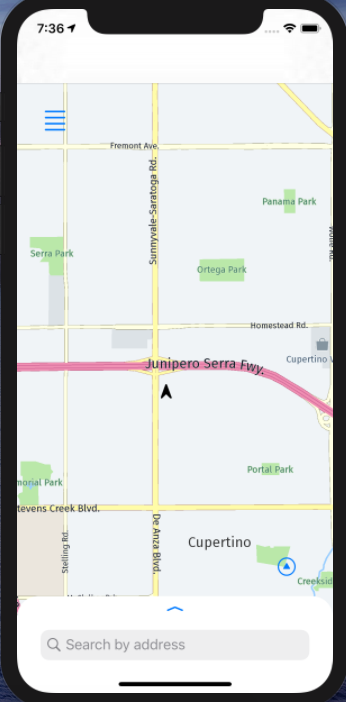 7:36
Fremont Ave.
Sunnyvale-Saratoga Rd.
Panama Park
Serra Park
Ortega Park
Homestead Rd.
Cupertino
Junipero Serra Fwy.
Portal Park
morial Park
tevens Creek Blvd.
Stelling Rd.
De Anza Blvd.
Cupertino
Creeksid
Search by address